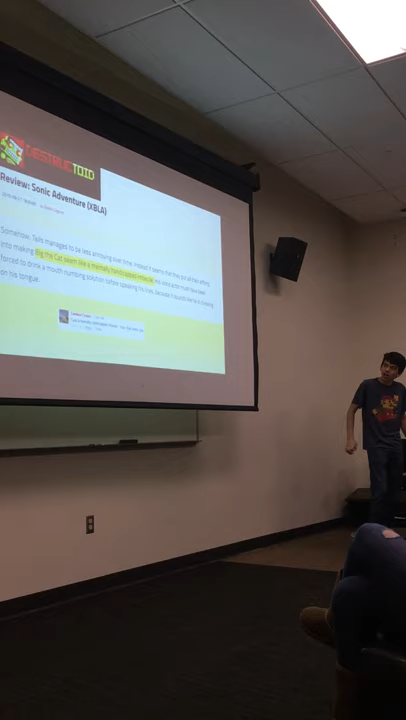 DESTRUCTOID
Review: Sonic Adventure (XBLA)
Somehow, Tails manages to be less annoying over time. Instead it seems that they put all their efforts
into making Big the Cat seem like a mentally handicapped imbecile. His voice actor must have been
forced to drink a mouth numbing solution before speaking his lines, because it sounds like he is
on his tongue.